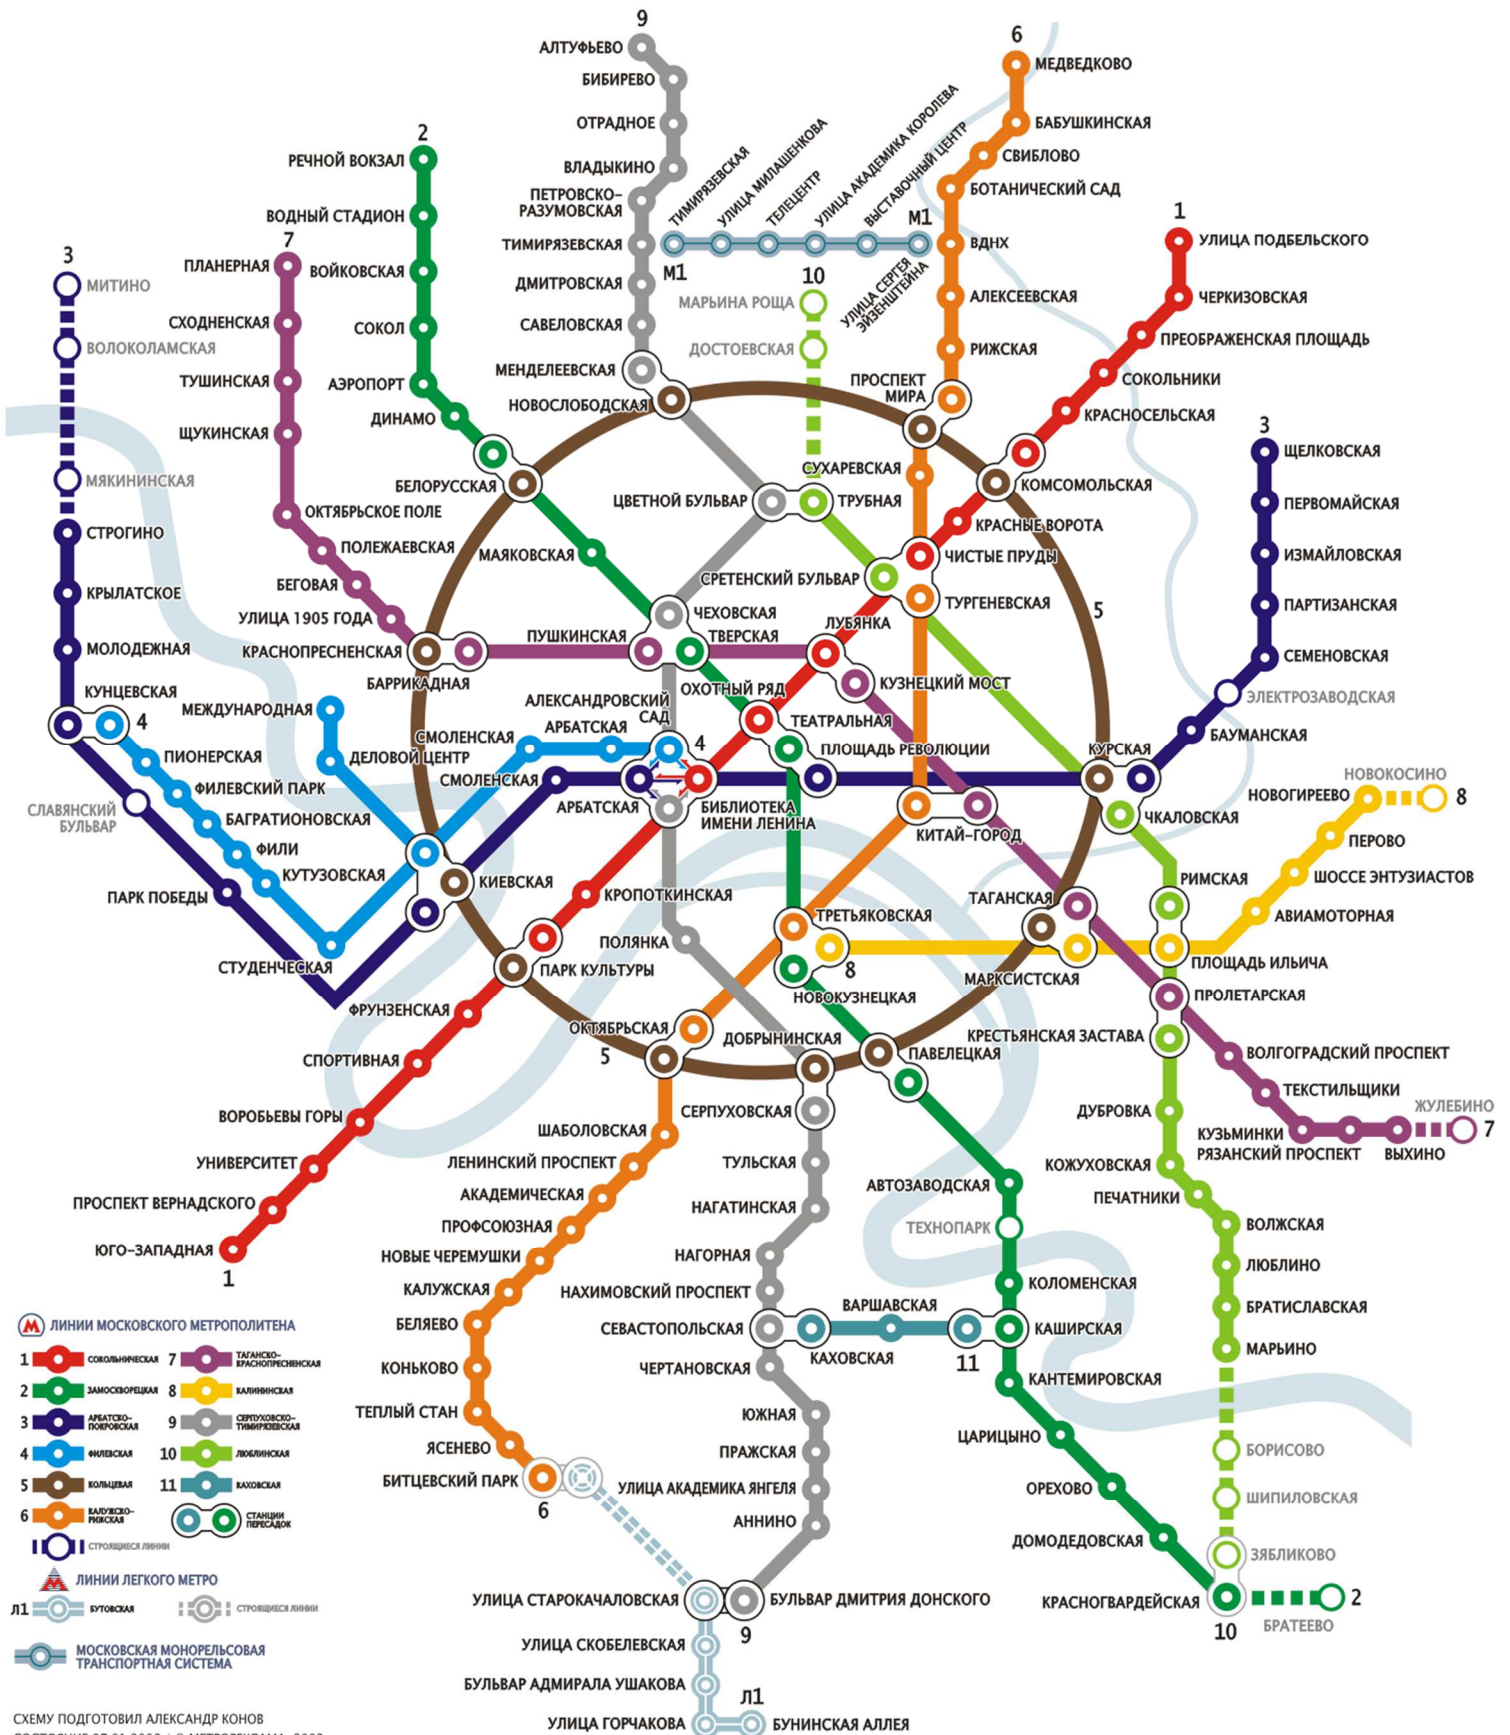 9
АЛТУФЬЕВО
БИБИРЕВО
ОТРАДНОЕ
ВЛАДЫКИНО
ПЕТРОВСКО-
РАЗУМОВСКАЯ
ТИМИРЯЗЕВСКАЯ
ДМИТРОВСКАЯ
САВЕЛОВСКАЯ
МЕНДЕЛЕЕВСКАЯ
НОВОСЛОБОДСКАЯ
6
МЕДВЕДКОВО
БАБУШКИНСКАЯ
СВИБЛОВО
БОТАНИЧЕСКИЙ САД
ВДНХ
АЛЕКСЕЕВСКАЯ
РИЖСКАЯ
ПРОСПЕКТ
МИРА
ТИМИРЯЗЕВСКАЯ
УЛИЦА МИЛАШЕНКОВА
ТЕЛЕЦЕНТР
УЛИЦА АКАДЕМИКА КОРОЛЕВА
ВЫСТАВОЧНЫЙ ЦЕНТР
М1
М1
УЛИЦА СЕРГЕЯ
ЭЙЗЕНШТЕЙНА
2
РЕЧНОЙ ВОКЗАЛ
ВОДНЫЙ СТАДИОН
ВОЙКОВСКАЯ
СОКОЛ
АЭРОПОРТ
ДИНАМО
БЕЛОРУССКАЯ
МАЯКОВСКАЯ
7
ПЛАНЕРНАЯ
СХОДНЕНСКАЯ
ТУШИНСКАЯ
ЩУКИНСКАЯ
ОКТЯБРЬСКОЕ ПОЛЕ
ПОЛЕЖАЕВСКАЯ
БЕГОВАЯ
УЛИЦА 1905 ГОДА
КРАСНОПРЕСНЕНСКАЯ
БАРРИКАДНАЯ
3
МИТИНО
ВОЛОКОЛАМСКАЯ
МЯКИНИНСКАЯ
СТРОГИНО
КРЫЛАТСКОЕ
МОЛОДЕЖНАЯ
КУНЦЕВСКАЯ
4
ПИОНЕРСКАЯ
ФИЛЕВСКИЙ ПАРК
БАГРАТИОНОВСКАЯ
ФИЛИ
КУТУЗОВСКАЯ
СТУДЕНЧЕСКАЯ
СЛАВЯНСКИЙ
БУЛЬВАР
ПАРК ПОБЕДЫ
МЕЖДУНАРОДНАЯ
ДЕЛОВОЙ ЦЕНТР
КИЕВСКАЯ
СМОЛЕНСКАЯ
АРБАТСКАЯ
АЛЕКСАНДРОВСКИЙ
САД
4
СМОЛЕНСКАЯ
АРБАТСКАЯ
БИБЛИОТЕКА
ИМЕНИ ЛЕНИНА
10
МАРЬИНА РОЩА
ДОСТОЕВСКАЯ
ЦВЕТНОЙ БУЛЬВАР
ТРУБНАЯ
СУХАРЕВСКАЯ
СРЕТЕНСКИЙ БУЛЬВАР
ЧИСТЫЕ ПРУДЫ
ТУРГЕНЕВСКАЯ
ЧЕХОВСКАЯ
ПУШКИНСКАЯ
ТВЕРСКАЯ
ЛУБЯНКА
КУЗНЕЦКИЙ МОСТ
ОХОТНЫЙ РЯД
ТЕАТРАЛЬНАЯ
ПЛОЩАДЬ РЕВОЛЮЦИИ
1
УЛИЦА ПОДБЕЛЬСКОГО
ЧЕРКИЗОВСКАЯ
ПРЕОБРАЖЕНСКАЯ ПЛОЩАДЬ
СОКОЛЬНИКИ
КРАСНОСЕЛЬСКАЯ
КОМСОМОЛЬСКАЯ
КРАСНЫЕ ВОРОТА
5
3
ЩЕЛКОВСКАЯ
ПЕРВОМАЙСКАЯ
ИЗМАЙЛОВСКАЯ
ПАРТИЗАНСКАЯ
СЕМЕНОВСКАЯ
ЭЛЕКТРОЗАВОДСКАЯ
БАУМАНСКАЯ
КУРСКАЯ
ЧКАЛОВСКАЯ
КИТАЙ-ГОРОД
НОВОКОСИНО
8
НОВОГИРЕЕВО
ПЕРОВО
ШОССЕ ЭНТУЗИАСТОВ
АВИАМОТОРНАЯ
РИМСКАЯ
ПЛОЩАДЬ ИЛЬИЧА
ТАГАНСКАЯ
МАРКСИСТСКАЯ
ТРЕТЬЯКОВСКАЯ
8
НОВОКУЗНЕЦКАЯ
КРОПОТКИНСКАЯ
ПОЛЯНКА
ПАРК КУЛЬТУРЫ
ФРУНЗЕНСКАЯ
СПОРТИВНАЯ
ВОРОБЬЕВЫ ГОРЫ
УНИВЕРСИТЕТ
ПРОСПЕКТ ВЕРНАДСКОГО
ЮГО-ЗАПАДНАЯ
1
ОКТЯБРЬСКАЯ
5
ДОБРЫНИНСКАЯ
ПАВЕЛЕЦКАЯ
СЕРПУХОВСКАЯ
ПРОЛЕТАРСКАЯ
КРЕСТЬЯНСКАЯ ЗАСТАВА
ВОЛГОГРАДСКИЙ ПРОСПЕКТ
ТЕКСТИЛЬЩИКИ
КУЗЬМИНКИ
РЯЗАНСКИЙ ПРОСПЕКТ
ВЫХИНО
ЖУЛЕБИНО
7
ДУБРОВКА
КОЖУХОВСКАЯ
ПЕЧАТНИКИ
ВОЛЖСКАЯ
ЛЮБЛИНО
БРАТИСЛАВСКАЯ
МАРЬИНО
БОРИСОВО
ШИПИЛОВСКАЯ
ЗЯБЛИКОВО
ШАБОЛОВСКАЯ
ЛЕНИНСКИЙ ПРОСПЕКТ
АКАДЕМИЧЕСКАЯ
ПРОФСОЮЗНАЯ
НОВЫЕ ЧЕРЕМУШКИ
КАЛУЖСКАЯ
БЕЛЯЕВО
КОНЬКОВО
ТЕПЛЫЙ СТАН
ЯСЕНЕВО
БИТЦЕВСКИЙ ПАРК
6
ТУЛЬСКАЯ
НАГАТИНСКАЯ
НАГОРНАЯ
НАХИМОВСКИЙ ПРОСПЕКТ
СЕВАСТОПОЛЬСКАЯ
ЧЕРТАНОВСКАЯ
ЮЖНАЯ
ПРАЖСКАЯ
УЛИЦА АКАДЕМИКА ЯНГЕЛЯ
АННИНО
ВАРШАВСКАЯ
КАХОВСКАЯ
11
АВТОЗАВОДСКАЯ
ТЕХНОПАРК
КОЛОМЕНСКАЯ
КАШИРСКАЯ
КАНТЕМИРОВСКАЯ
ЦАРИЦЫНО
ОРЕХОВО
ДОМОДЕДОВСКАЯ
КРАСНОГВАРДЕЙСКАЯ
10
2
БРАТЕЕВО
УЛИЦА СТАРОКАЧАЛОВСКАЯ
БУЛЬВАР ДМИТРИЯ ДОНСКОГО
9
УЛИЦА СКОБЕЛЕВСКАЯ
БУЛЬВАР АДМИРАЛА УШАКОВА
Л1
УЛИЦА ГОРЧАКОВА
БУНИНСКАЯ АЛЛЕЯ
М ЛИНИИ МОСКОВСКОГО МЕТРОПОЛИТЕНА
1 СОКОЛЬНИЧЕСКАЯ
2 ЗАМОСКВОРЕЦКАЯ
3 АРБАТСКО-
ПОКРОВСКАЯ
4 ФИЛЕВСКАЯ
5 КОЛЬЦЕВАЯ
6 КАЛУЖСКО-
РИЖСКАЯ
7 ТАГАНСКО-
КРАСНОПРЕСНЕНСКАЯ
8 КАЛИНИНСКАЯ
9 СЕРПУХОВСКО-
ТИМИРЯЗЕВСКАЯ
10 ЛЮБЛИНСКАЯ
11 КАХОВСКАЯ
СТАНЦИИ
ПЕРЕСАДОК
СТРОЯЩИЕСЯ ЛИНИИ
М ЛИНИИ ЛЕГКОГО МЕТРО
Л1 БУТОВСКАЯ
СТРОЯЩИЕСЯ ЛИНИИ
МОСКОВСКАЯ МОНОРЕЛЬСОВАЯ
ТРАНСПОРТНАЯ СИСТЕМА
СХЕМУ ПОДГОТОВИЛ АЛЕКСАНДР КОНОВ